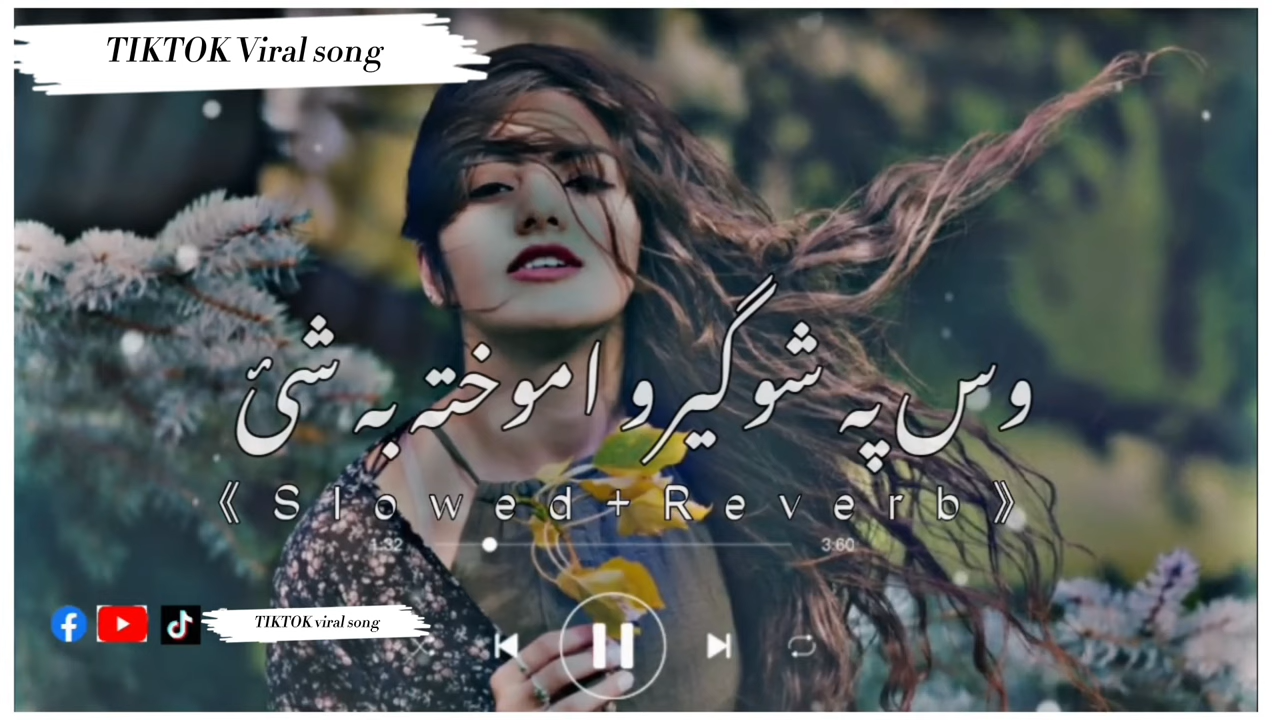 TIKTOK Viral song
وس په شوګیرو اموخته به شئ
《 Slowed + Reverb 》
1:32 3:60
TIKTOK viral song